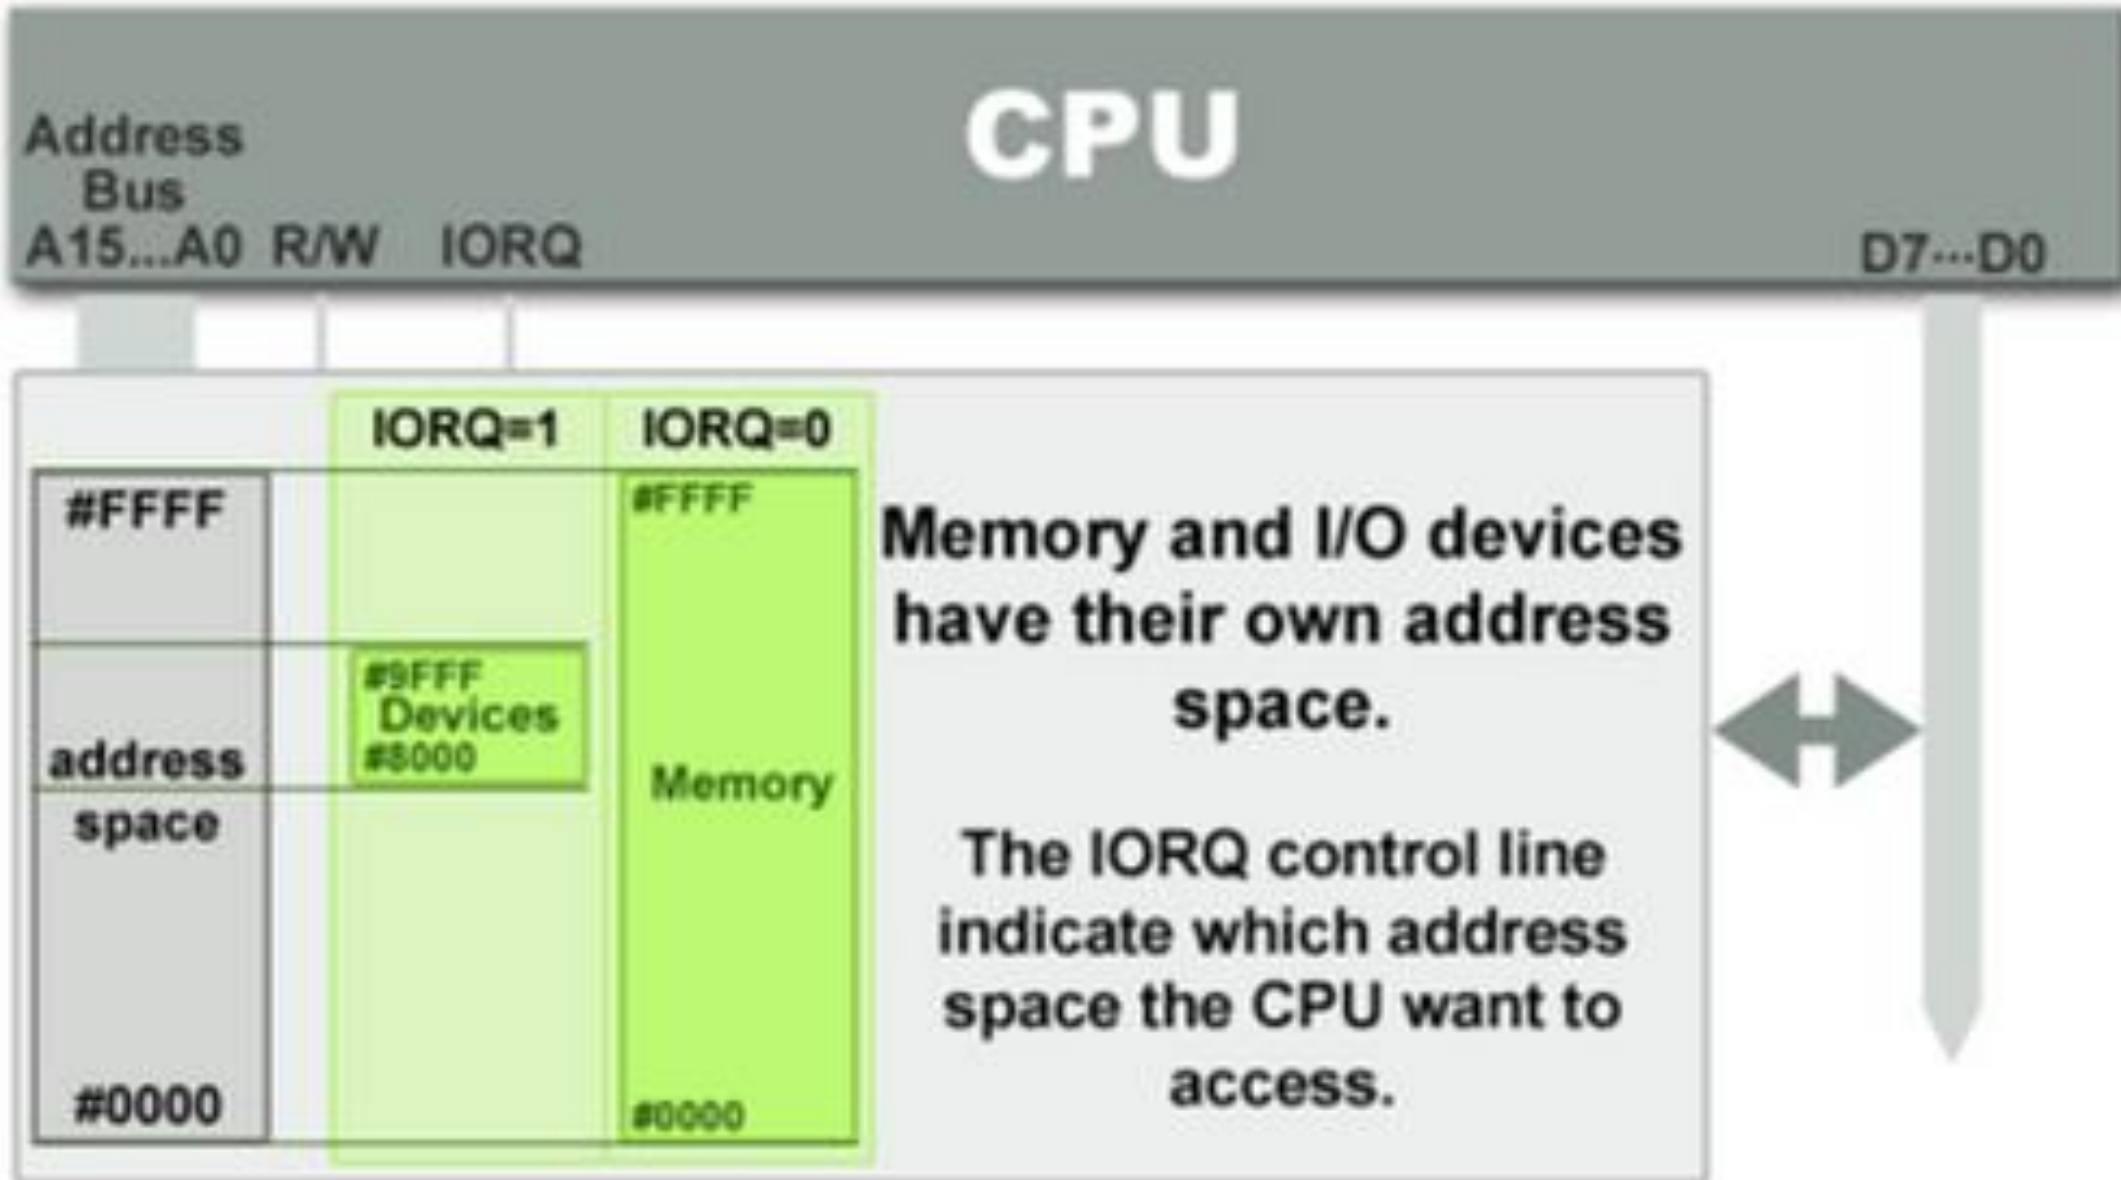 CPU
Address
Bus
A15...A0 R/W IORQ
D7...D0
IORQ=1 IORQ=0
#FFFF
#FFFF
#9FFF
Devices
#8000
address
space
Memory
#0000
#0000
Memory and I/O devices
have their own address
space.
The IORQ control line
indicate which address
space the CPU want to
access.